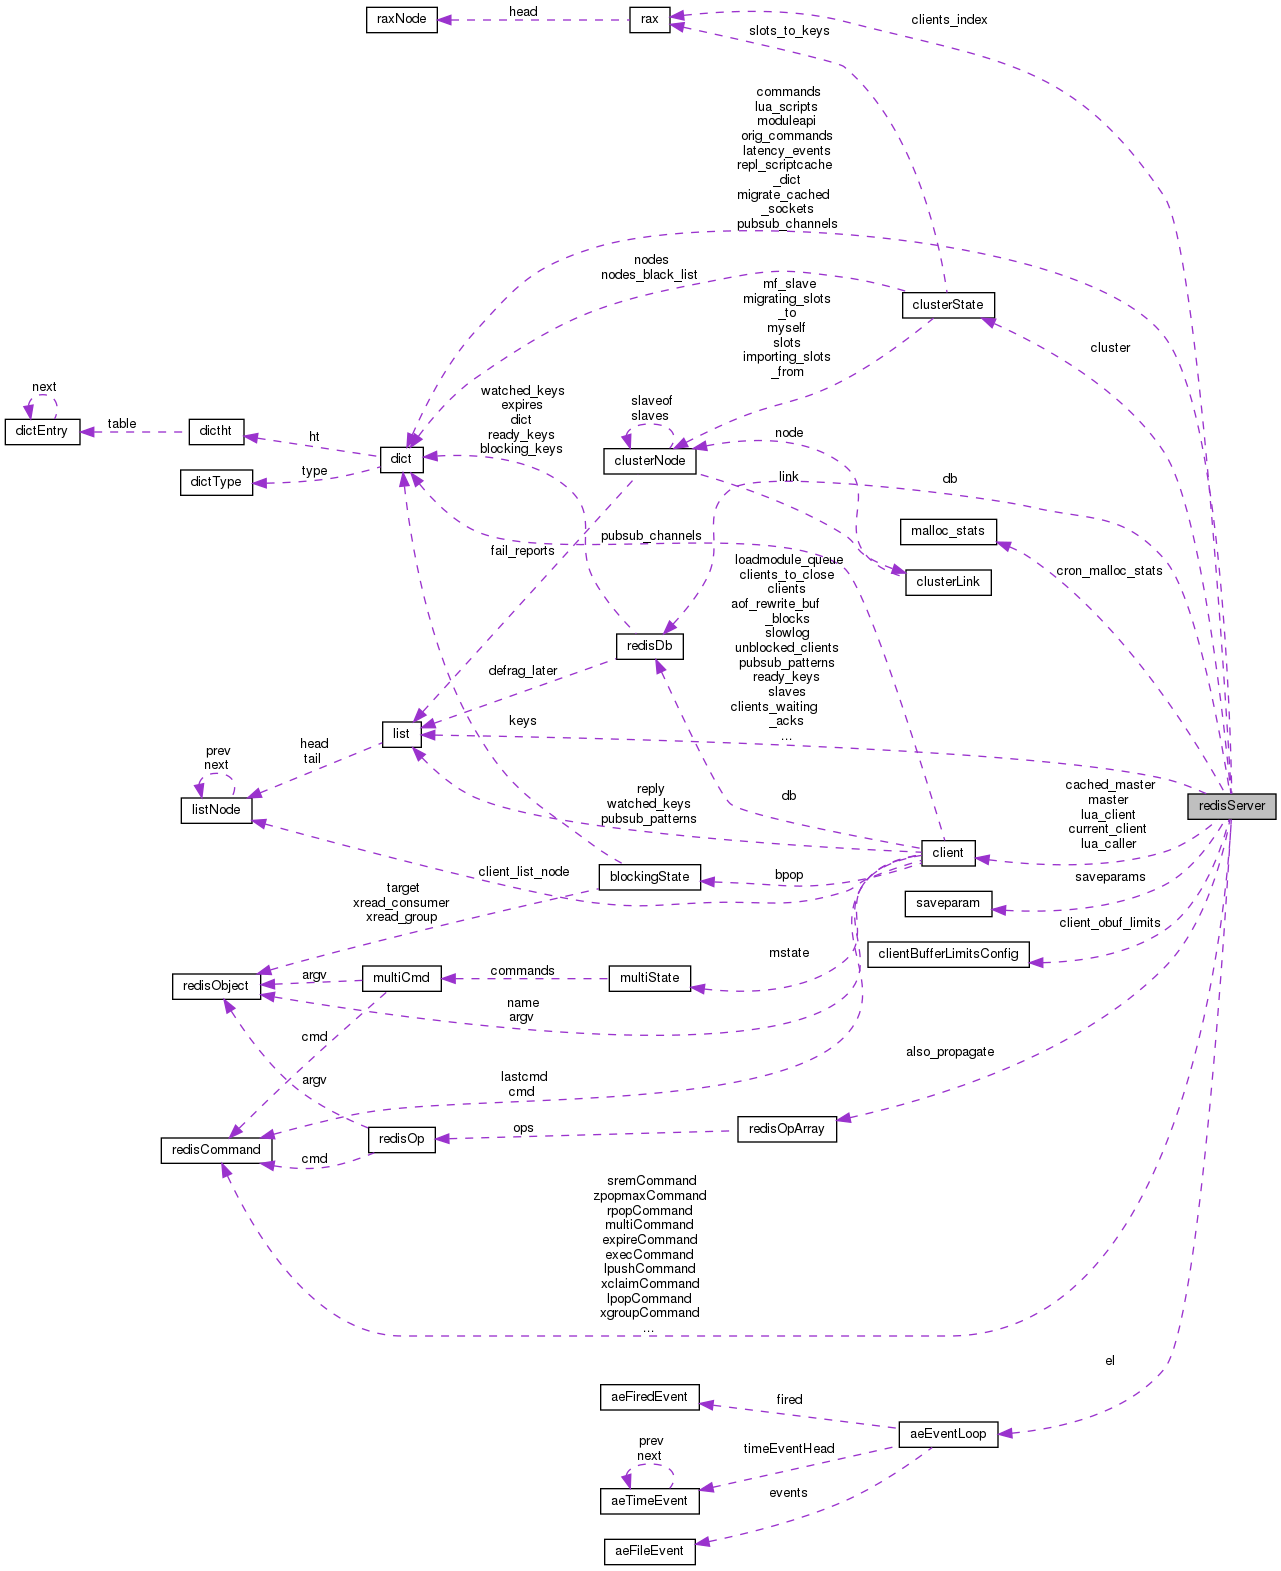 head
raxNode
rax
clients_index
slots_to_keys
commands
lua_scripts
moduleapi
orig_commands
latency_events
repl_scriptcache
_dict
migrate_cached
_sockets
pubsub_channels
nodes
nodes_black_list
mf_slave
migrating_slots
_to
myself
slots
importing_slots
_from
clusterState
cluster
next
dictEntry
table
dictht
ht
dictType
type
dict
watched_keys
expires
dict
ready_keys
blocking_keys
slaveof
slaves
clusterNode
node
link
db
malloc_stats
cron_malloc_stats
clusterLink
fail_reports
pubsub_channels
loadmodule_queue
clients_to_close
clients
aof_rewrite_buf
_blocks
slowlog
unblocked_clients
pubsub_patterns
ready_keys
slaves
clients_waiting
_acks
...
redisDb
defrag_later
keys
list
head
tail
prev
next
listNode
reply
watched_keys
pubsub_patterns
db
cached_master
master
lua_client
current_client
lua_caller
redisServer
client
client_list_node
blockingState
bpop
saveparams
saveparam
target
xread_consumer
xread_group
client_obuf_limits
clientBufferLimitsConfig
mstate
redisObject
argv
multiCmd
commands
multiState
name
argv
cmd
also_propagate
argv
lastcmd
cmd
redisCommand
cmd
redisOp
ops
redisOpArray
sremCommand
zpopmaxCommand
rpopCommand
multiCommand
expireCommand
execCommand
lpushCommand
xclaimCommand
lpopCommand
xgroupCommand
...
el
aeFiredEvent
fired
aeEventLoop
prev
next
timeEventHead
aeTimeEvent
events
aeFileEvent